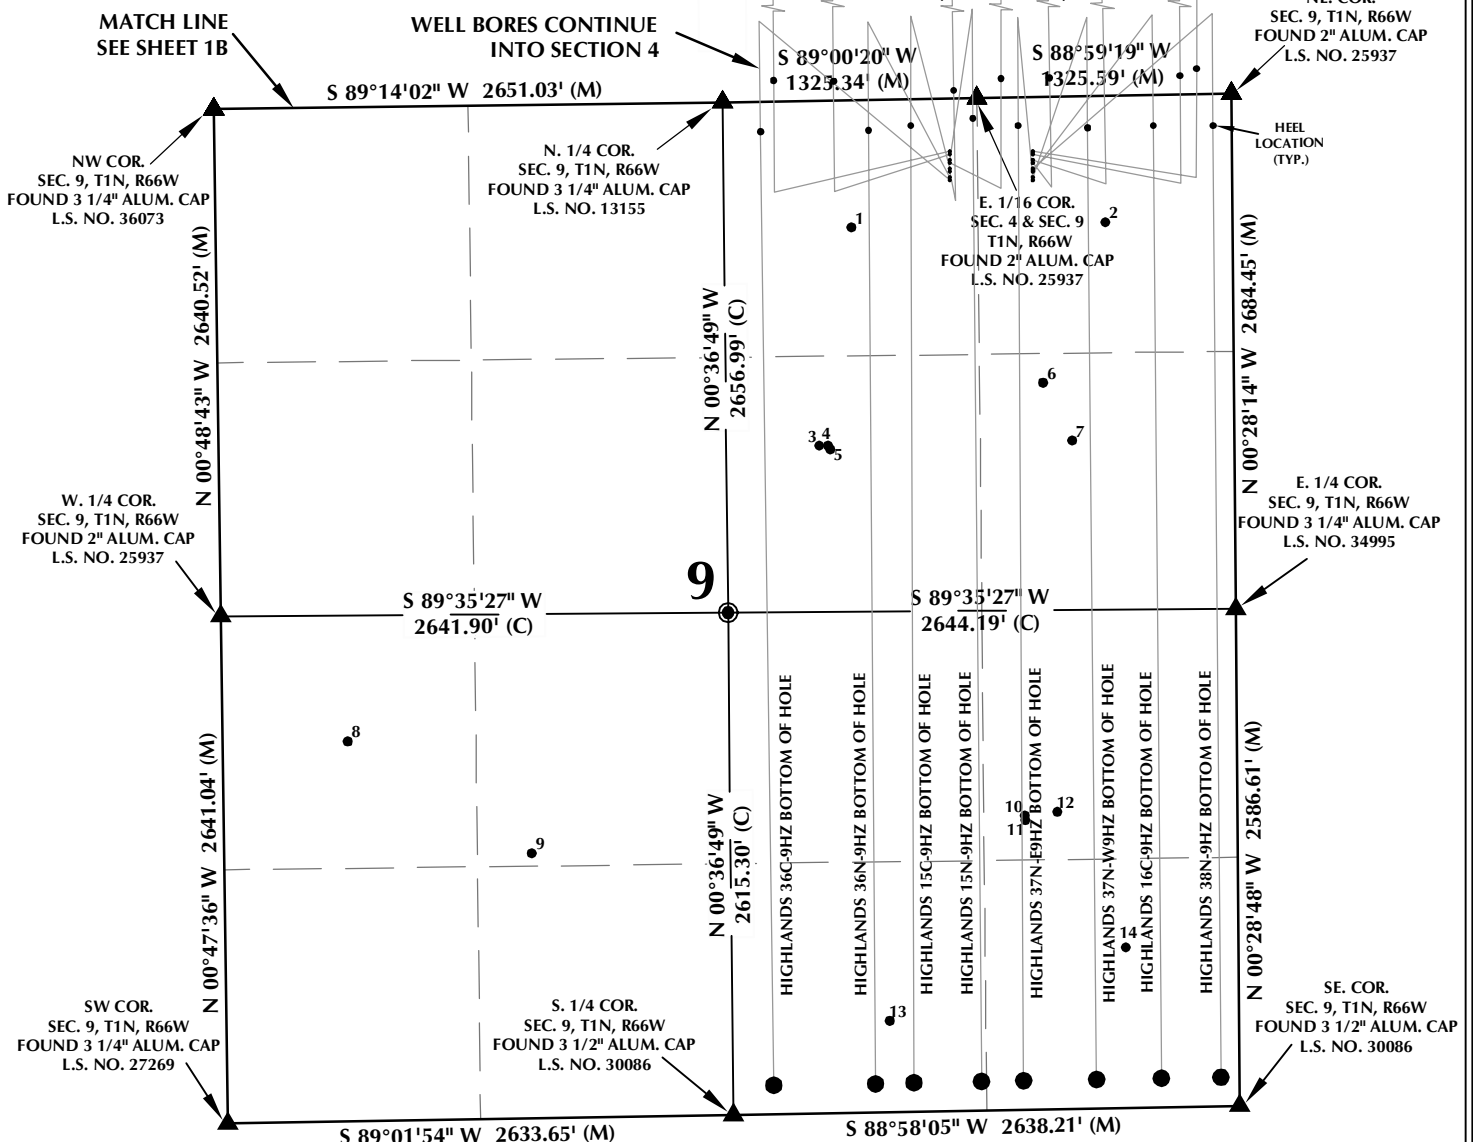 MATCH LINE
SEE SHEET 1B
WELL BORES CONTINUE
INTO SECTION 4
S 89°00'20" W
1325.34' (M)
S 88°59'19" W
1325.59' (M)
NE. COR.
SEC. 9, T1N, R66W
FOUND 2" ALUM. CAP
L.S. NO. 25937
S 89°14'02" W 2651.03' (M)
HEEL
LOCATION
(TYP.)
NW COR.
SEC. 9, T1N, R66W
FOUND 3 1/4" ALUM. CAP
L.S. NO. 36073
N. 1/4 COR.
SEC. 9, T1N, R66W
FOUND 3 1/4" ALUM. CAP
L.S. NO. 13155
E. 1/16 COR.
SEC. 4 & SEC. 9
T1N, R66W
FOUND 2" ALUM. CAP
L.S. NO. 25937
1
2
N 00°48'43" W 2640.52' (M)
N 00°36'49" W
2656.99' (C)
N 00°28'14" W 2684.45' (M)
6
3
4
5
7
W. 1/4 COR.
SEC. 9, T1N, R66W
FOUND 2" ALUM. CAP
L.S. NO. 25937
E. 1/4 COR.
SEC. 9, T1N, R66W
FOUND 3 1/4" ALUM. CAP
L.S. NO. 34995
9
S 89°35'27" W
2641.90' (C)
S 89°35'27" W
2644.19' (C)
8
9
10
11
12
13
14
N 00°47'36" W 2641.04' (M)
N 00°36'49" W
2615.30' (C)
HIGHLANDS 36C-9HZ BOTTOM OF HOLE
HIGHLANDS 36N-9HZ BOTTOM OF HOLE
HIGHLANDS 15C-9HZ BOTTOM OF HOLE
HIGHLANDS 15N-9HZ BOTTOM OF HOLE
HIGHLANDS 37N-E9HZ BOTTOM OF HOLE
HIGHLANDS 37N-W9HZ BOTTOM OF HOLE
HIGHLANDS 16C-9HZ BOTTOM OF HOLE
HIGHLANDS 38N-9HZ BOTTOM OF HOLE
N 00°28'48" W 2586.61' (M)
SW COR.
SEC. 9, T1N, R66W
FOUND 3 1/4" ALUM. CAP
L.S. NO. 27269
S. 1/4 COR.
SEC. 9, T1N, R66W
FOUND 3 1/2" ALUM. CAP
L.S. NO. 30086
SE. COR.
SEC. 9, T1N, R66W
FOUND 3 1/2" ALUM. CAP
L.S. NO. 30086
S 89°01'54" W 2633.65' (M)
S 88°58'05" W 2638.21' (M)